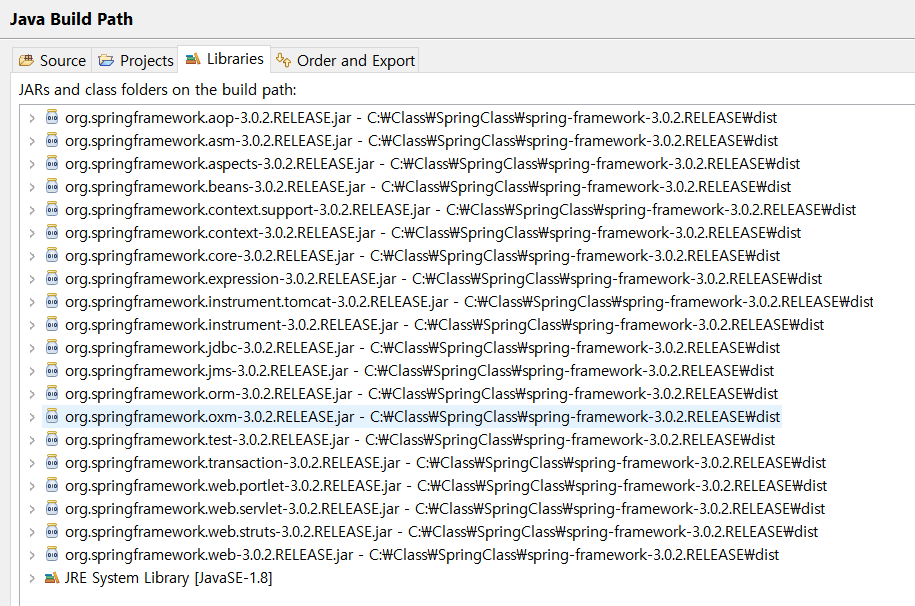 Java Build Path
Source Projects Libraries Order and Export
JARs and class folders on the build path:
org.springframework.aop-3.0.2.RELEASE.jar - C:₩Class₩SpringClass₩spring-framework-3.0.2.RELEASE₩dist
org.springframework.asm-3.0.2.RELEASE.jar - C:₩Class₩SpringClass₩spring-framework-3.0.2.RELEASE₩dist
org.springframework.aspects-3.0.2.RELEASE.jar - C:₩Class₩SpringClass₩spring-framework-3.0.2.RELEASE₩dist
org.springframework.beans-3.0.2.RELEASE.jar - C:₩Class₩SpringClass₩spring-framework-3.0.2.RELEASE₩dist
org.springframework.context.support-3.0.2.RELEASE.jar - C:₩Class₩SpringClass₩spring-framework-3.0.2.RELEASE₩dist
org.springframework.context-3.0.2.RELEASE.jar - C:₩Class₩SpringClass₩spring-framework-3.0.2.RELEASE₩dist
org.springframework.core-3.0.2.RELEASE.jar - C:₩Class₩SpringClass₩spring-framework-3.0.2.RELEASE₩dist
org.springframework.expression-3.0.2.RELEASE.jar - C:₩Class₩SpringClass₩spring-framework-3.0.2.RELEASE₩dist
org.springframework.instrument.tomcat-3.0.2.RELEASE.jar - C:₩Class₩SpringClass₩spring-framework-3.0.2.RELEASE₩dist
org.springframework.instrument-3.0.2.RELEASE.jar - C:₩Class₩SpringClass₩spring-framework-3.0.2.RELEASE₩dist
org.springframework.jdbc-3.0.2.RELEASE.jar - C:₩Class₩SpringClass₩spring-framework-3.0.2.RELEASE₩dist
org.springframework.jms-3.0.2.RELEASE.jar - C:₩Class₩SpringClass₩spring-framework-3.0.2.RELEASE₩dist
org.springframework.orm-3.0.2.RELEASE.jar - C:₩Class₩SpringClass₩spring-framework-3.0.2.RELEASE₩dist
org.springframework.oxm-3.0.2.RELEASE.jar - C:₩Class₩SpringClass₩spring-framework-3.0.2.RELEASE₩dist
org.springframework.test-3.0.2.RELEASE.jar - C:₩Class₩SpringClass₩spring-framework-3.0.2.RELEASE₩dist
org.springframework.transaction-3.0.2.RELEASE.jar - C:₩Class₩SpringClass₩spring-framework-3.0.2.RELEASE₩dist
org.springframework.web.portlet-3.0.2.RELEASE.jar - C:₩Class₩SpringClass₩spring-framework-3.0.2.RELEASE₩dist
org.springframework.web.servlet-3.0.2.RELEASE.jar - C:₩Class₩SpringClass₩spring-framework-3.0.2.RELEASE₩dist
org.springframework.web.struts-3.0.2.RELEASE.jar - C:₩Class₩SpringClass₩spring-framework-3.0.2.RELEASE₩dist
org.springframework.web-3.0.2.RELEASE.jar - C:₩Class₩SpringClass₩spring-framework-3.0.2.RELEASE₩dist
JRE System Library [JavaSE-1.8]